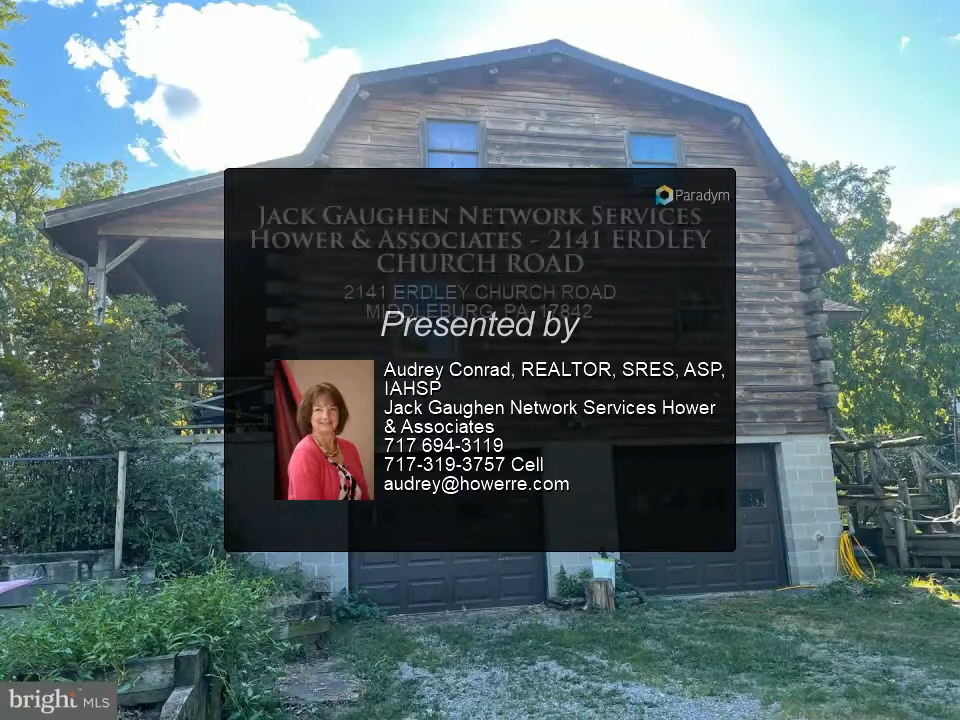 Paradym
Jack Gaughen Network Services
Hower & Associates - 2141 ERDLEY
CHURCH ROAD
2141 ERDLEY CHURCH ROAD
MIDDLEBURG, PA, 17842
Presented by
Audrey Conrad, REALTOR, SRES, ASP,
IAHSP
Jack Gaughen Network Services Hower
& Associates
717 694-3119
717-319-3757 Cell
audrey@howerre.com
bright MLS